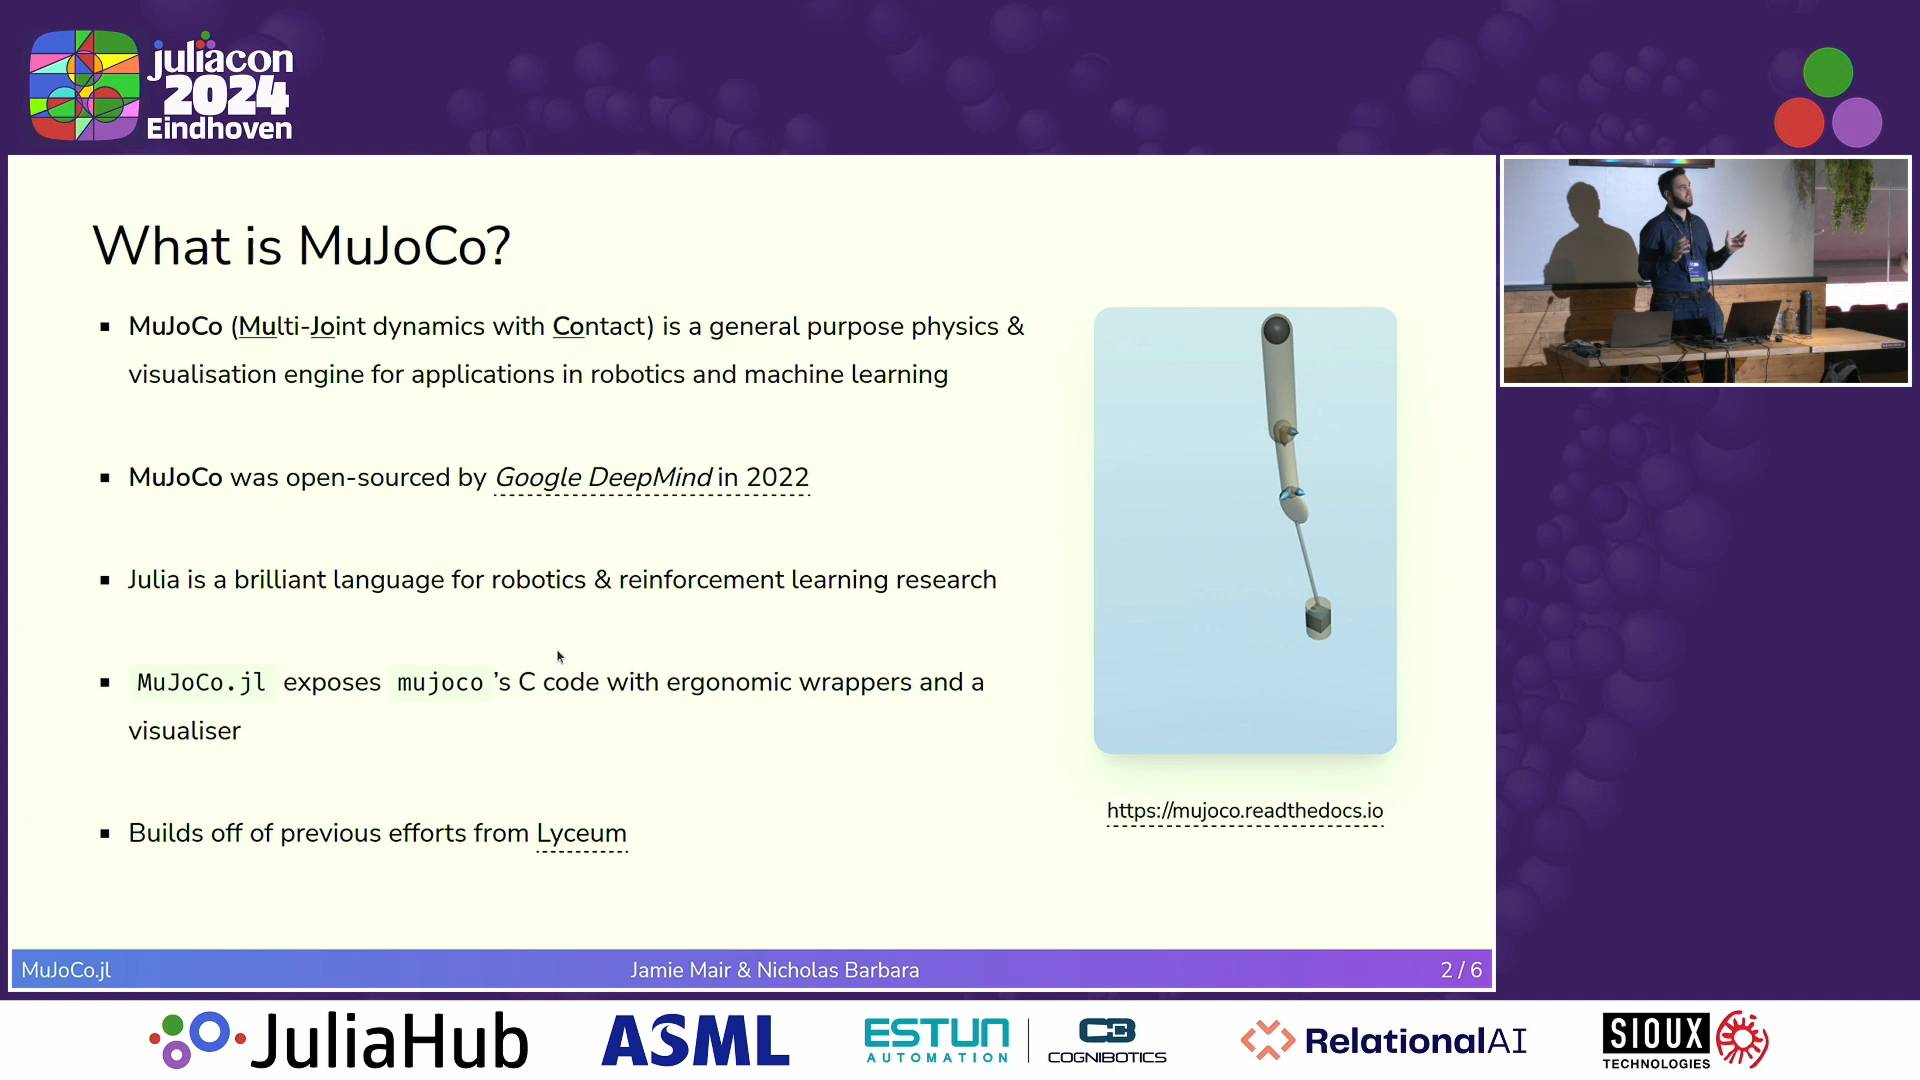 juliacon
2024
Eindhoven
What is MuJoCo?
▪ MuJoCo (Multi-Joint dynamics with Contact) is a general purpose physics &
visualisation engine for applications in robotics and machine learning
▪ MuJoCo was open-sourced by Google DeepMind in 2022
▪ Julia is a brilliant language for robotics & reinforcement learning research
▪ MuJoCo.jl exposes mujoco's C code with ergonomic wrappers and a
visualiser
▪ Builds off of previous efforts from Lyceum
https://mujoco.readthedocs.io
MuJoCo.jl
Jamie Mair & Nicholas Barbara
2 / 6
JuliaHub
ASML
ESTUN
AUTOMATION
COGNIBOTICS
RelationalAI
SIOUX
TECHNOLOGIES